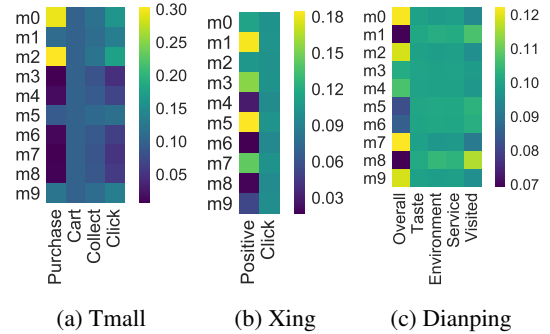 m0
m1
m2
m3
m4
m5
m6
m7
m8
m9
Purchase
Cart
Collect
Click
0.30
0.25
0.20
0.15
0.10
0.05
(a) Tmall
m0
m1
m2
m3
m4
m5
m6
m7
m8
m9
Positive
Click
0.18
0.15
0.12
0.09
0.06
0.03
(b) Xing
m0
m1
m2
m3
m4
m5
m6
m7
m8
m9
Overall
Taste
Environment
Service
Visited
0.12
0.11
0.10
0.09
0.08
0.07
(c) Dianping